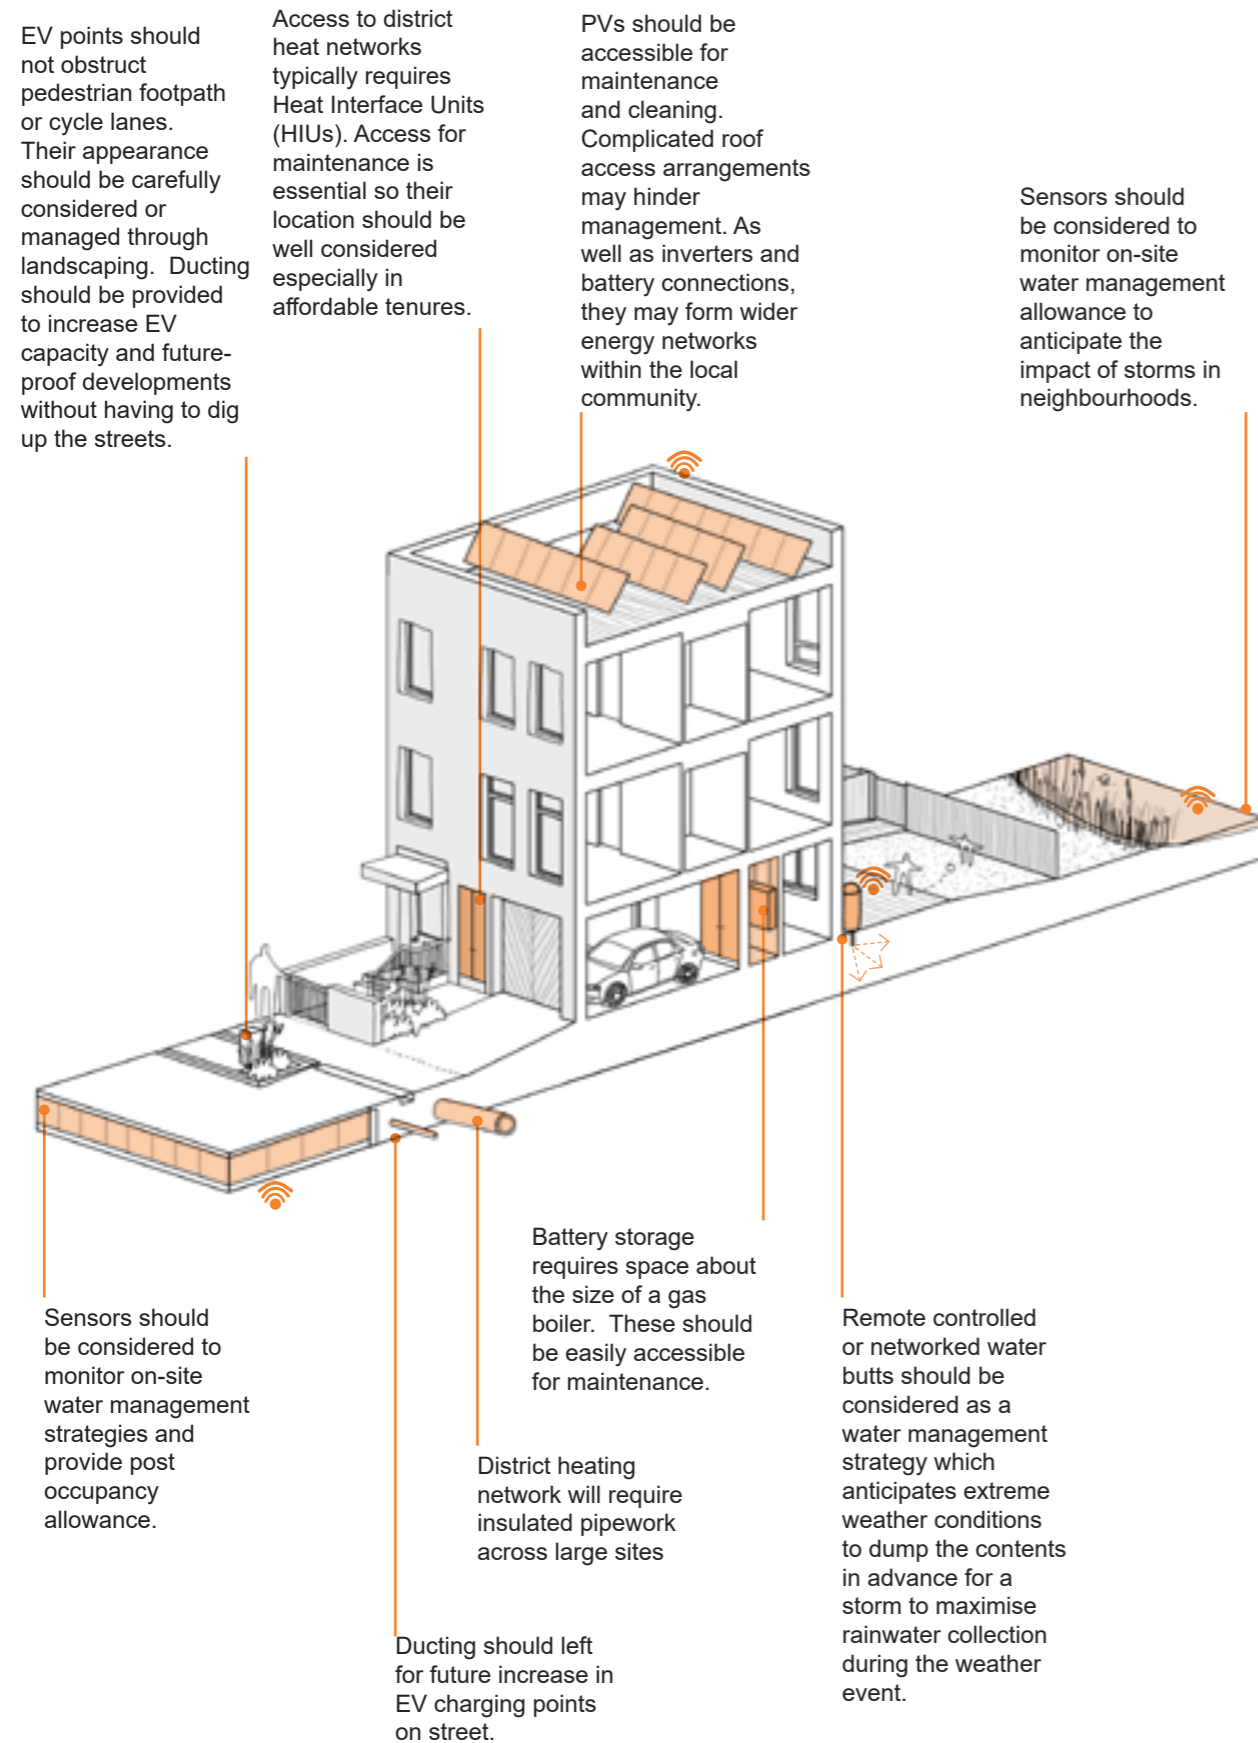 EV points should
not obstruct
pedestrian footpath
or cycle lanes.
Their appearance
should be carefully
considered or
managed through
landscaping.  Ducting
should be provided
to increase EV
capacity and future-
proof developments
without having to dig
up the streets.
Access to district
heat networks
typically requires
Heat Interface Units
(HIUs). Access for
maintenance is
essential so their
location should be
well considered
especially in
affordable tenures.
PVs should be
accessible for
maintenance
and cleaning.
Complicated roof
access arrangements
may hinder
management. As
well as inverters and
battery connections,
they may form wider
energy networks
within the local
community.
Sensors should
be considered to
monitor on-site
water management
allowance to
anticipate the
impact of storms in
neighbourhoods.
Sensors should
be considered to
monitor on-site
water management
strategies and
provide post
occupancy
allowance.
Ducting should left
for future increase in
EV charging points
on street.
District heating
network will require
insulated pipework
across large sites
Battery storage
requires space about
the size of a gas
boiler.  These should
be easily accessible
for maintenance.
Remote controlled
or networked water
butts should be
considered as a
water management
strategy which
anticipates extreme
weather conditions
to dump the contents
in advance for a
storm to maximise
rainwater collection
during the weather
event.